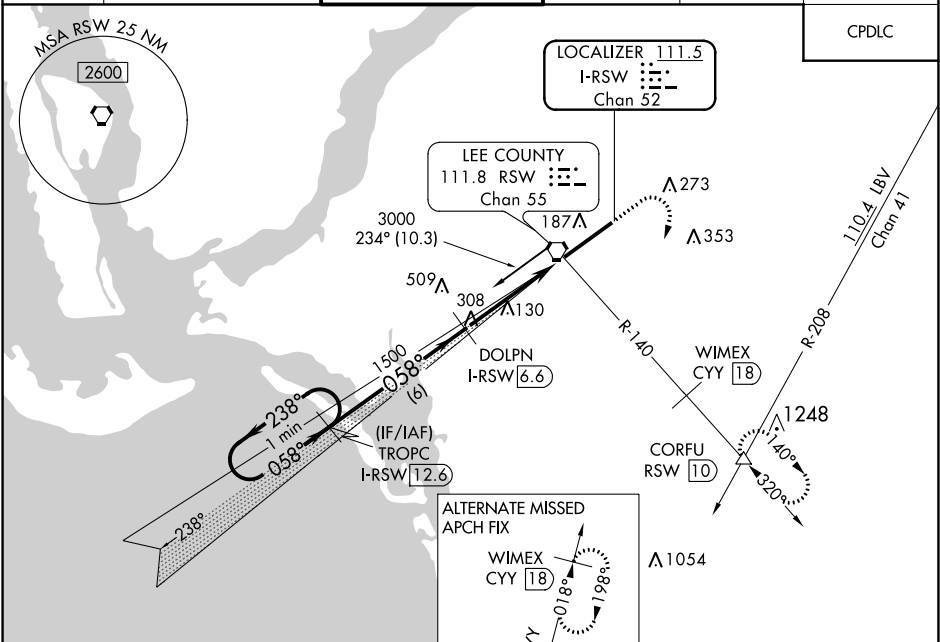 CPDLC
MSA RSW 25 NM
2600
LOCALIZER 111.5
I-RSW
Chan 52
LEE COUNTY
111.8 RSW
Chan 55
110.4 LBV
Chan 41
R-208
273
353
187
3000
234° (10.3)
509
308
130
R-140
1500
058°
(6)
DOLPN
I-RSW 6.6
WIMEX
CYY 18
238°
1 min
058°
(IF/IAF)
TROPC
I-RSW 12.6
238°
1248
140°
320°
CORFU
RSW 10
ALTERNATE MISSED
APCH FIX
WIMEX
CYY 18
018°
198°
1054